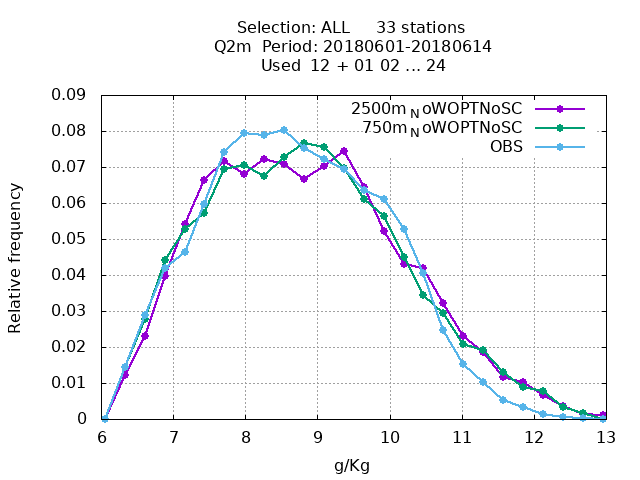 Selection: ALL 33 stations
Q2m Period: 20180601-20180614
Used 12 + 01 02 ... 24
0.09
0.08
0.07
0.06
0.05
0.04
0.03
0.02
0.01
0
Relative frequency
2500m_NoWOPTNoSC
750m_NoWOPTNoSC
OBS
6 7 8 9 10 11 12 13
g/Kg